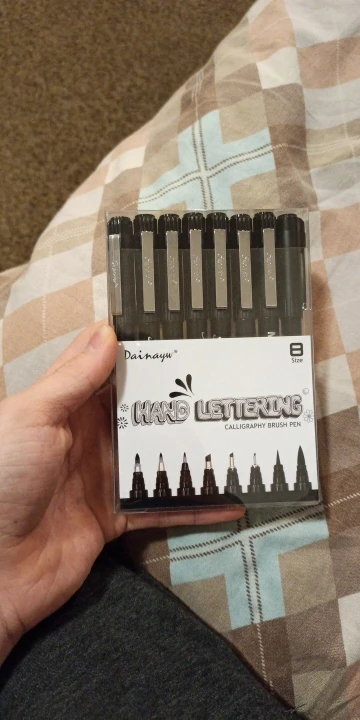 Dainayw®
8
Size
HAND LETTERING
CALLIGRAPHY BRUSH PEN